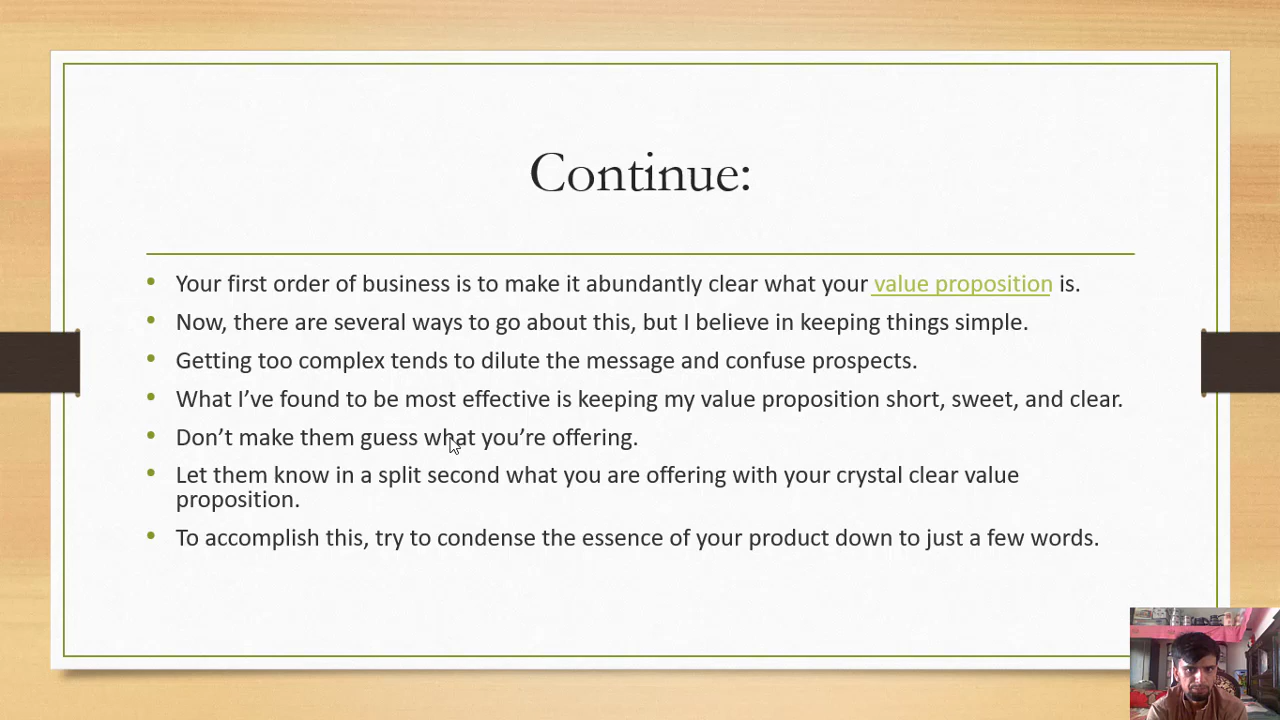 Continue:
• Your first order of business is to make it abundantly clear what your value proposition is.
• Now, there are several ways to go about this, but I believe in keeping things simple.
• Getting too complex tends to dilute the message and confuse prospects.
• What I’ve found to be most effective is keeping my value proposition short, sweet, and clear.
• Don’t make them guess what you’re offering.
• Let them know in a split second what you are offering with your crystal clear value
proposition.
• To accomplish this, try to condense the essence of your product down to just a few words.